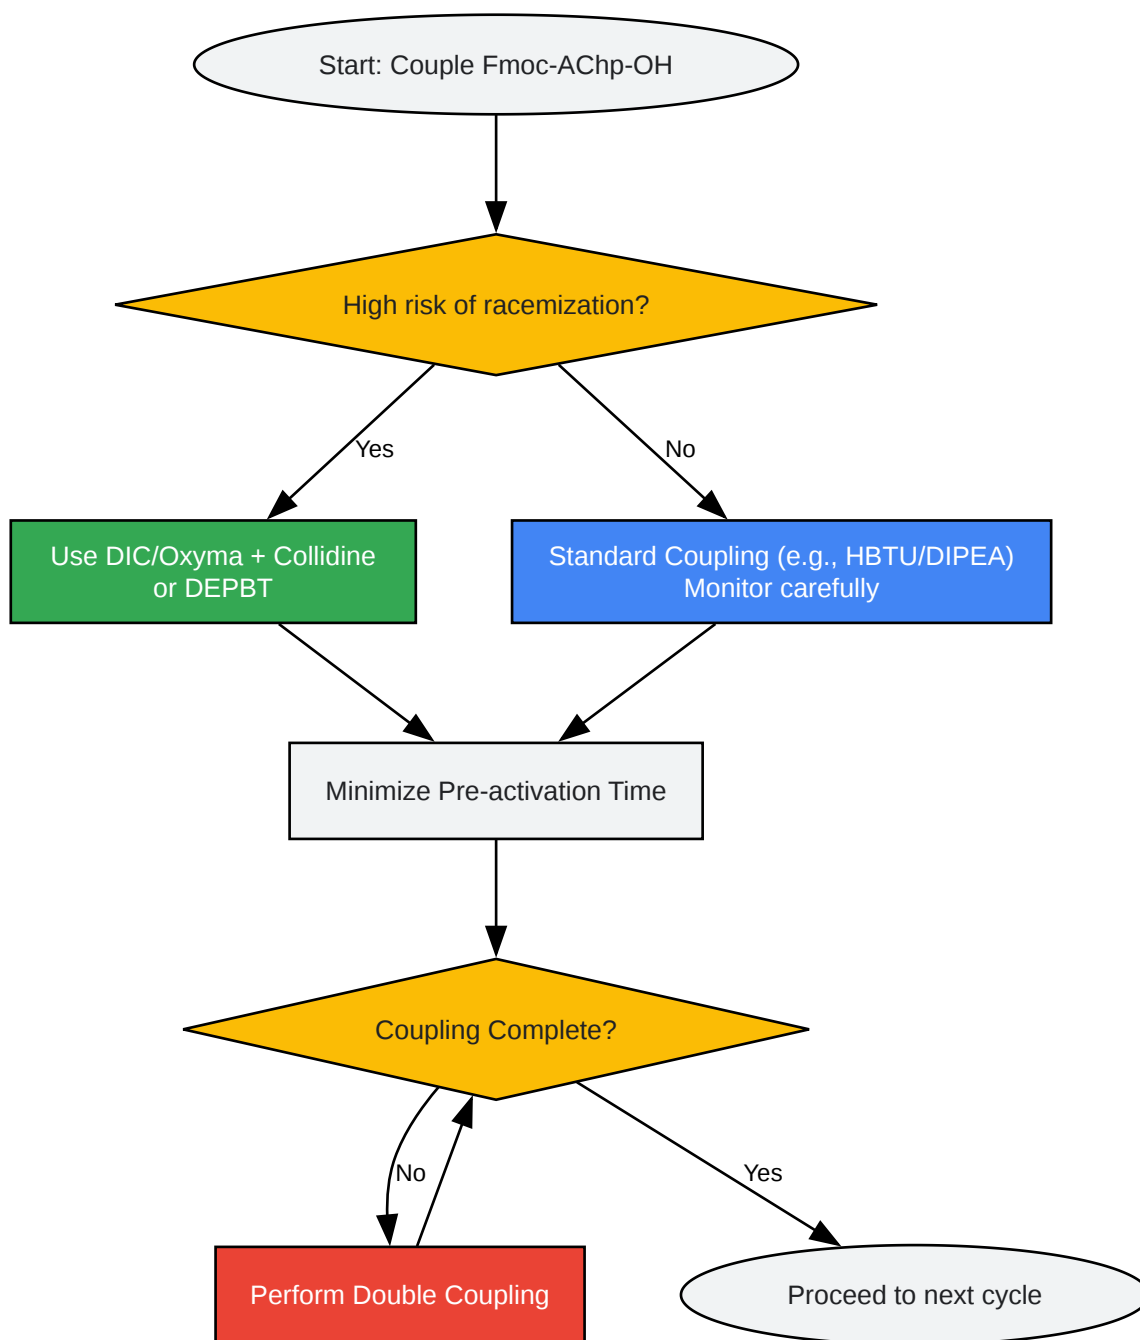 Start: Couple Fmoc-AChp-OH
High risk of racemization?
Yes
No
Use DIC/Oxyma + Collidine
or DEPBT
Standard Coupling (e.g., HBTU/DIPEA)
Monitor carefully
Minimize Pre-activation Time
Coupling Complete?
No
Yes
Perform Double Coupling
Proceed to next cycle